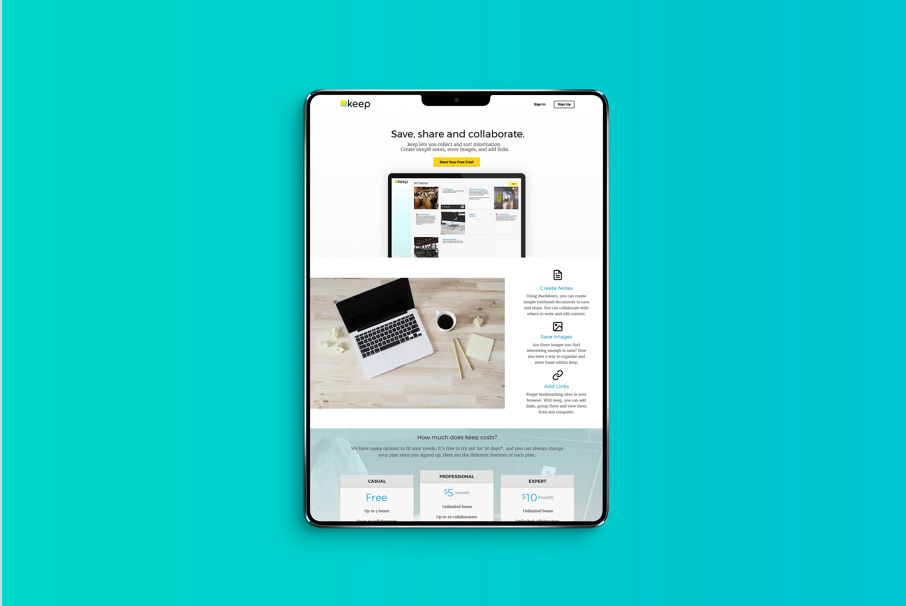 keep
Sign In
Sign Up
Save, share and collaborate.
keep lets you collect and sort information.
Create simple notes, store images, and add links.
Start Your Free Trial!
keep
All Items
Create Notes
Using Markdown, you can create
simple textbased documents to save
and share. You can collaborate with
others to write and edit content.
Save Images
Are there images you find
interesting enough to save? Now
you have a way to organize and
store those within keep.
Add Links
Forget bookmarking sites in your
browser. With keep, you can add
links, group them and view them
from any computer.
How much does keep costs?
We have many options to fit your needs. It's free to try out for 30 days*, and you can always change
your plan once you signed up. Here are the different features of each plan:
CASUAL
Free
Up to 5 boxes
PROFESSIONAL
$5 /month
Unlimited boxes
Up to 20 collaborators
EXPERT
$10 /month
Unlimited boxes